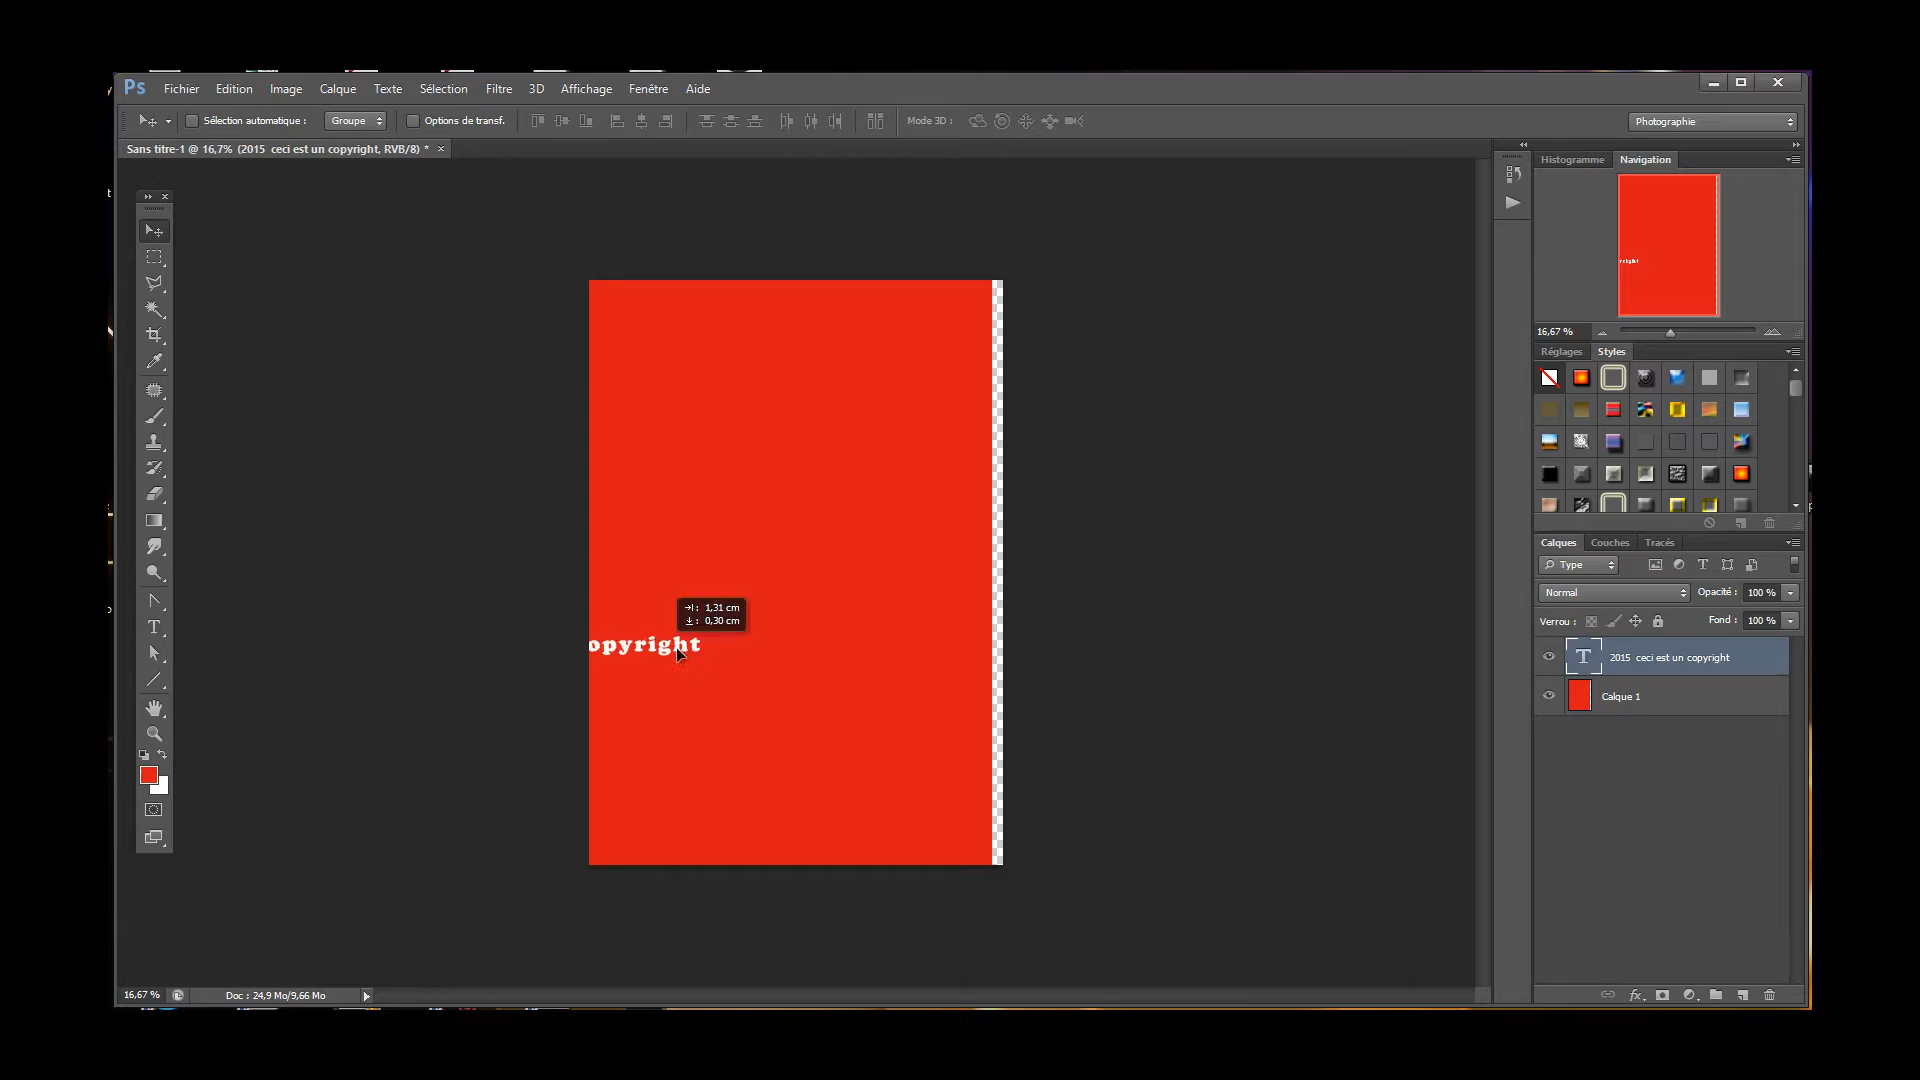 Ps Fichier Edition Image Calque Texte Sélection Filtre 3D Affichage Fenêtre Aide
Sélection automatique : Groupe Options de transf. Mode 3D : Photographie
Sans titre-1 @ 16,7% (2015 ceci est un copyright, RVB/8) * ×
Histogramme Navigation
16,67 %
Réglages Styles
1,31 cm
0,30 cm
opyright
Calques Couches Tracés
Type
Normal Opacité : 100 %
Verrou : Fond : 100 %
T 2015 ceci est un copyright
Calque 1
16,67 % Doc : 24,9 Mo/9,66 Mo
fx